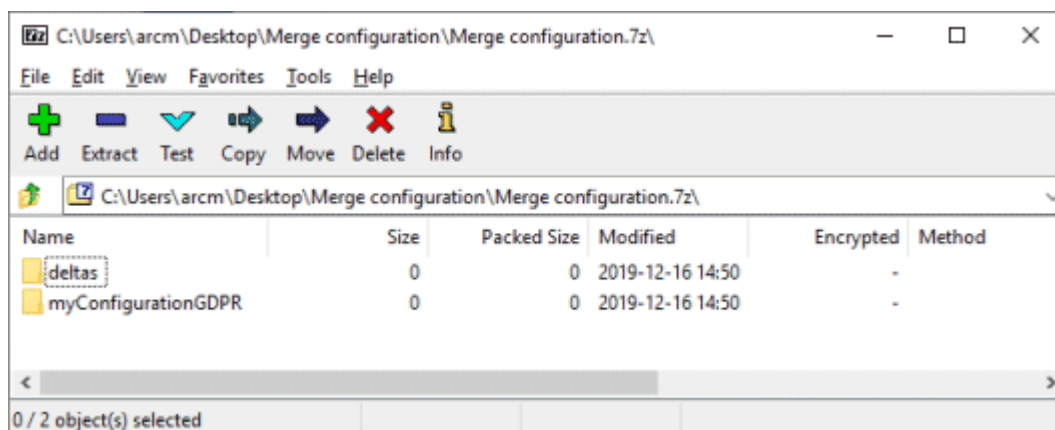 C:\Users\arcm\Desktop\Merge configuration\Merge configuration.7z\
File Edit View Favorites Tools Help
Add Extract Test Copy Move Delete Info
C:\Users\arcm\Desktop\Merge configuration\Merge configuration.7z\
Name Size Packed Size Modified Encrypted Method
deltas 0 0 2019-12-16 14:50 -
myConfigurationGDPR 0 0 2019-12-16 14:50 -
0 / 2 object(s) selected